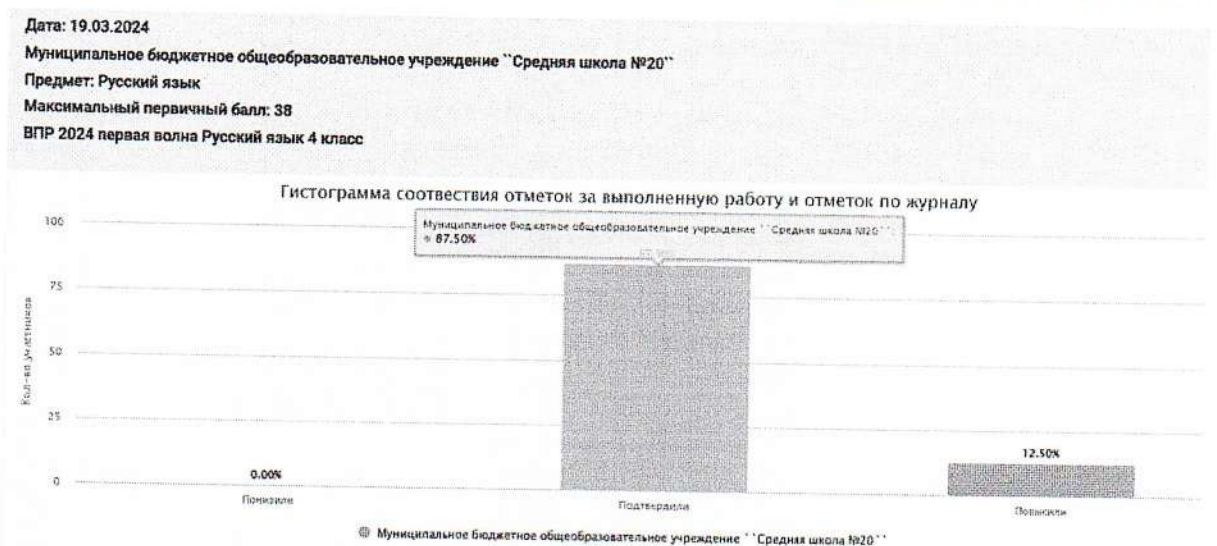 Дата: 19.03.2024
Муниципальное бюджетное общеобразовательное учреждение ``Средняя школа №20``
Предмет: Русский язык
Максимальный первичный балл: 38
ВПР 2024 первая волна Русский язык 4 класс
Гистограмма соотвествия отметок за выполненную работу и отметок по журналу
Муниципальное бюджетное общеобразовательное учреждение ``Средняя школа №20``:
87.50%
100
75
50
25
0
Кол-во участников
0.00%
12.50%
Понизили
Подтвердили
Повысили
Муниципальное бюджетное общеобразовательное учреждение ``Средняя школа №20``